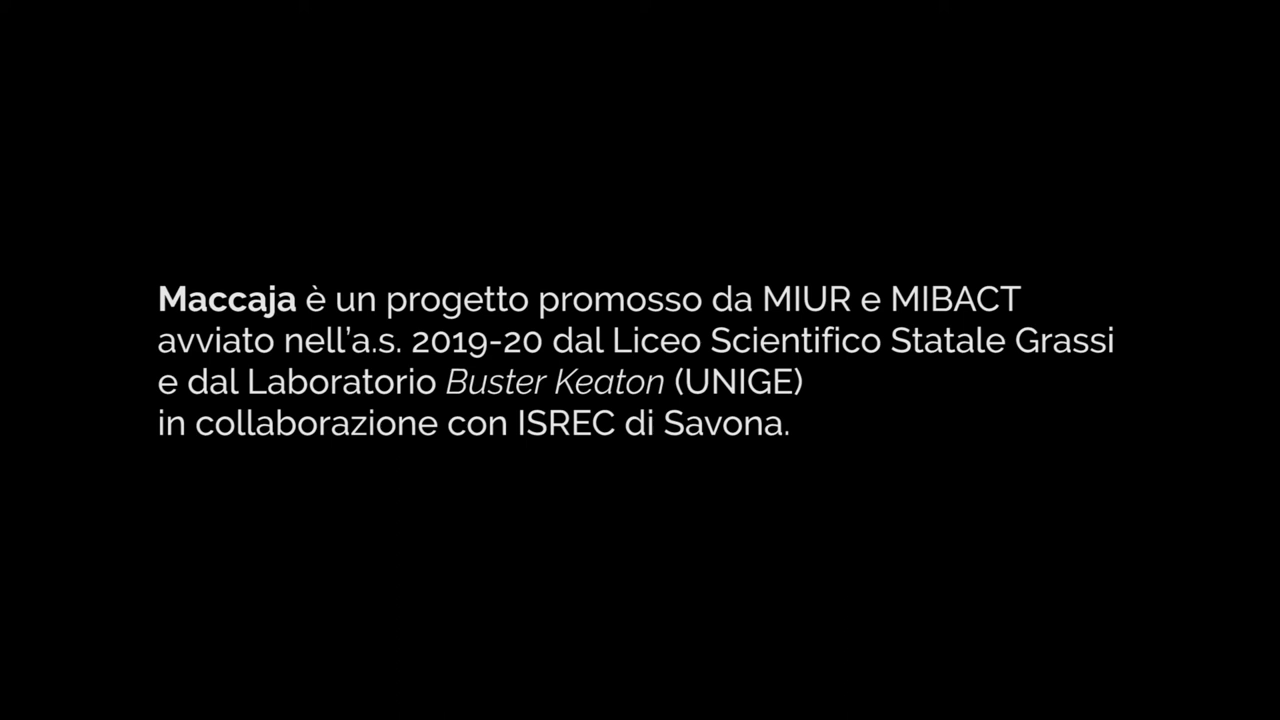 Maccaja è un progetto promosso da MIUR e MIBACT
avviato nell'a.s. 2019-20 dal Liceo Scientifico Statale Grassi
e dal Laboratorio Buster Keaton (UNIGE)
in collaborazione con ISREC di Savona.